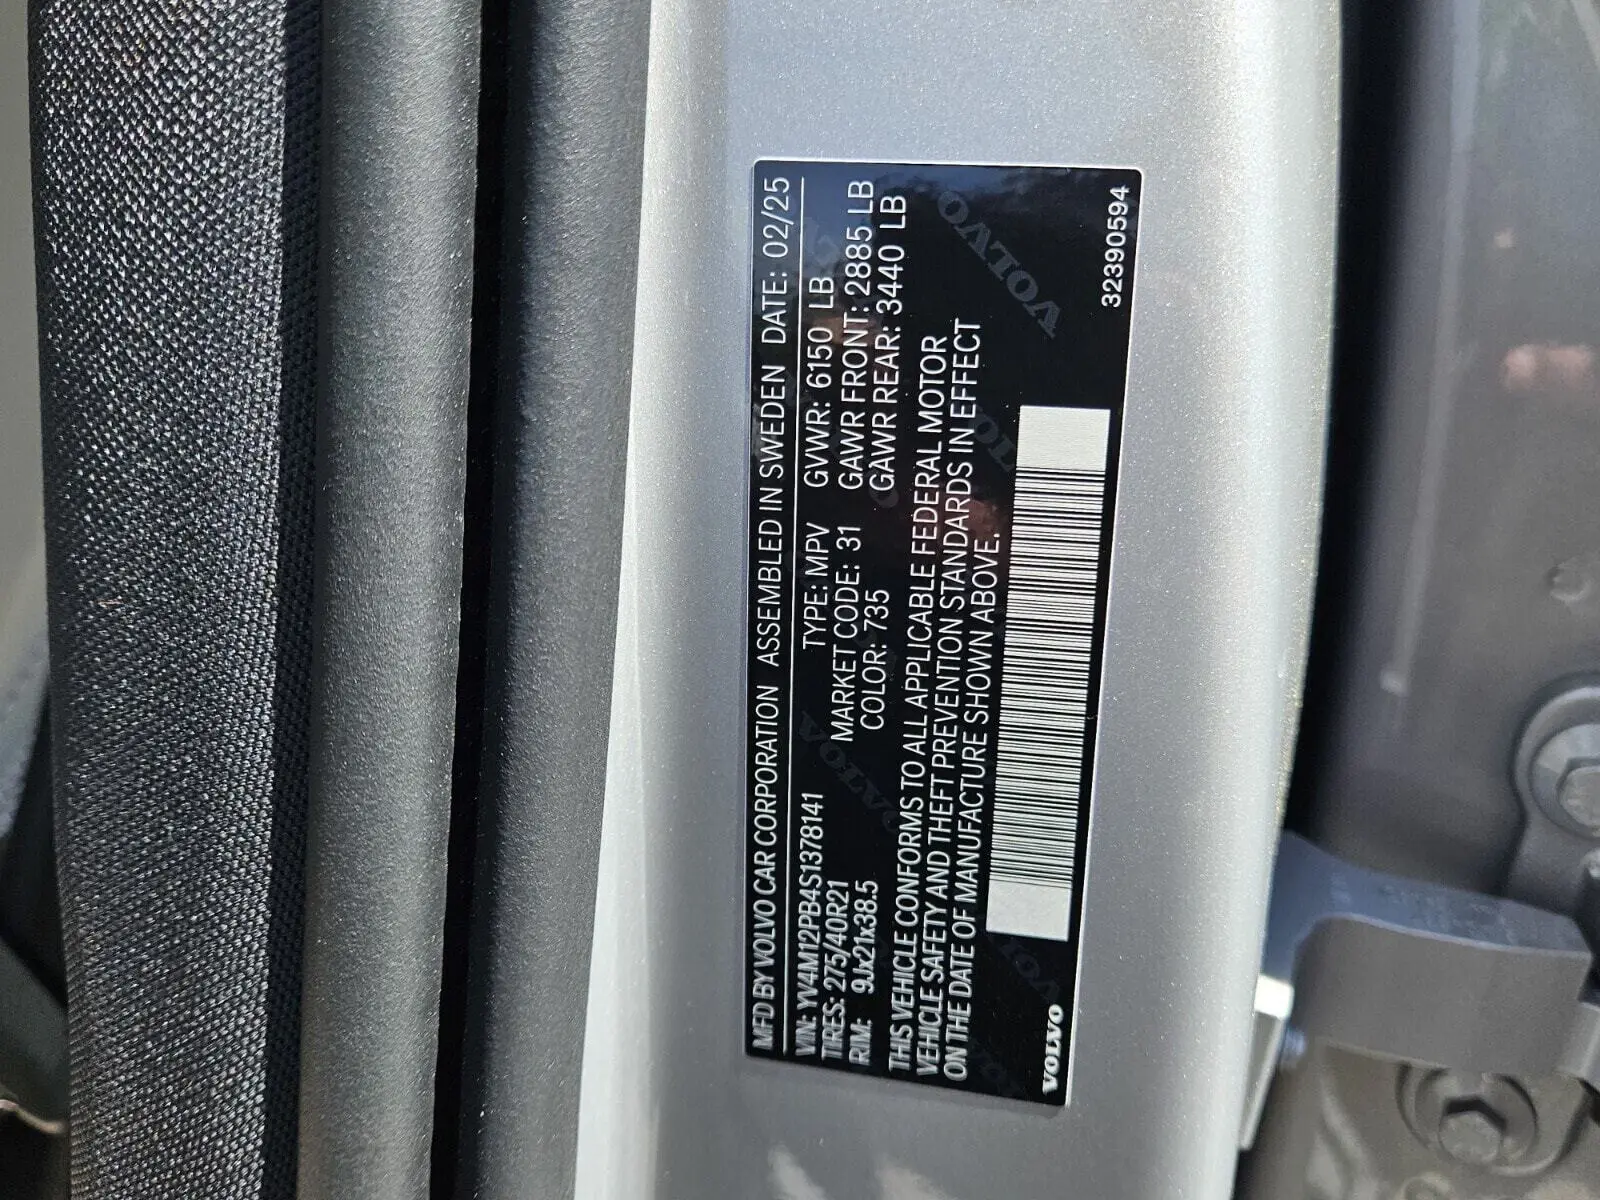 MFD BY VOLVO CAR CORPORATION ASSEMBLED IN SWEDEN DATE: 02/25
VIN: YV4M12PB4S1378141 TYPE: MPV GVWR: 6150 LB
TIRES: 275/40R21 MARKET CODE: 31 GAWR FRONT: 2885 LB
RIM: 9Jx21x38.5 COLOR: 735 GAWR REAR: 3440 LB
THIS VEHICLE CONFORMS TO ALL APPLICABLE FEDERAL MOTOR
VEHICLE SAFETY AND THEFT PREVENTION STANDARDS IN EFFECT
ON THE DATE OF MANUFACTURE SHOWN ABOVE.
VOLVO 32390594